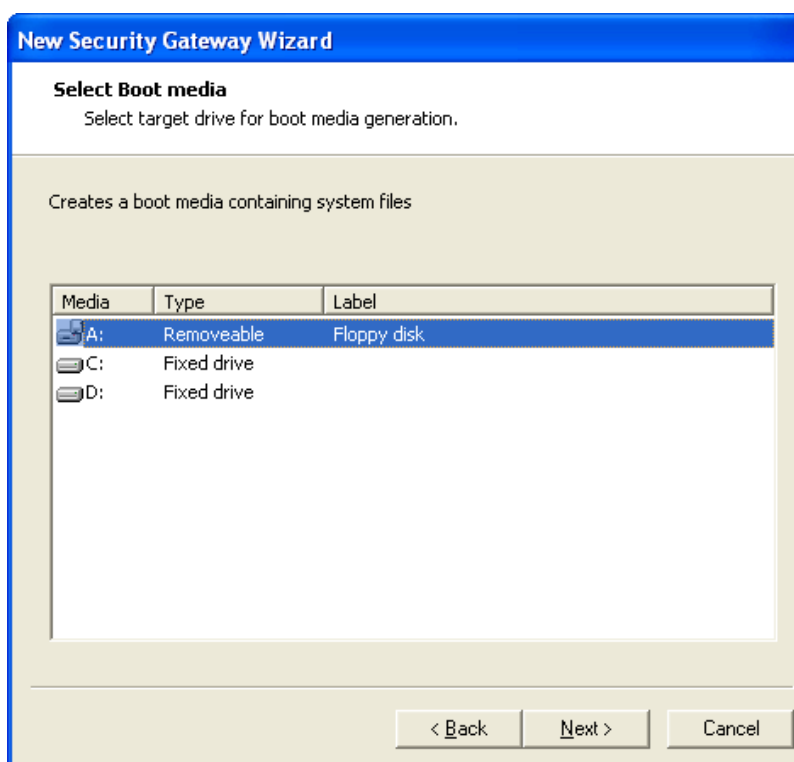 New Security Gateway Wizard
Select Boot media
Select target drive for boot media generation.
Creates a boot media containing system files
Media Type Label
A: Removeable Floppy disk
C: Fixed drive
D: Fixed drive
< Back Next > Cancel